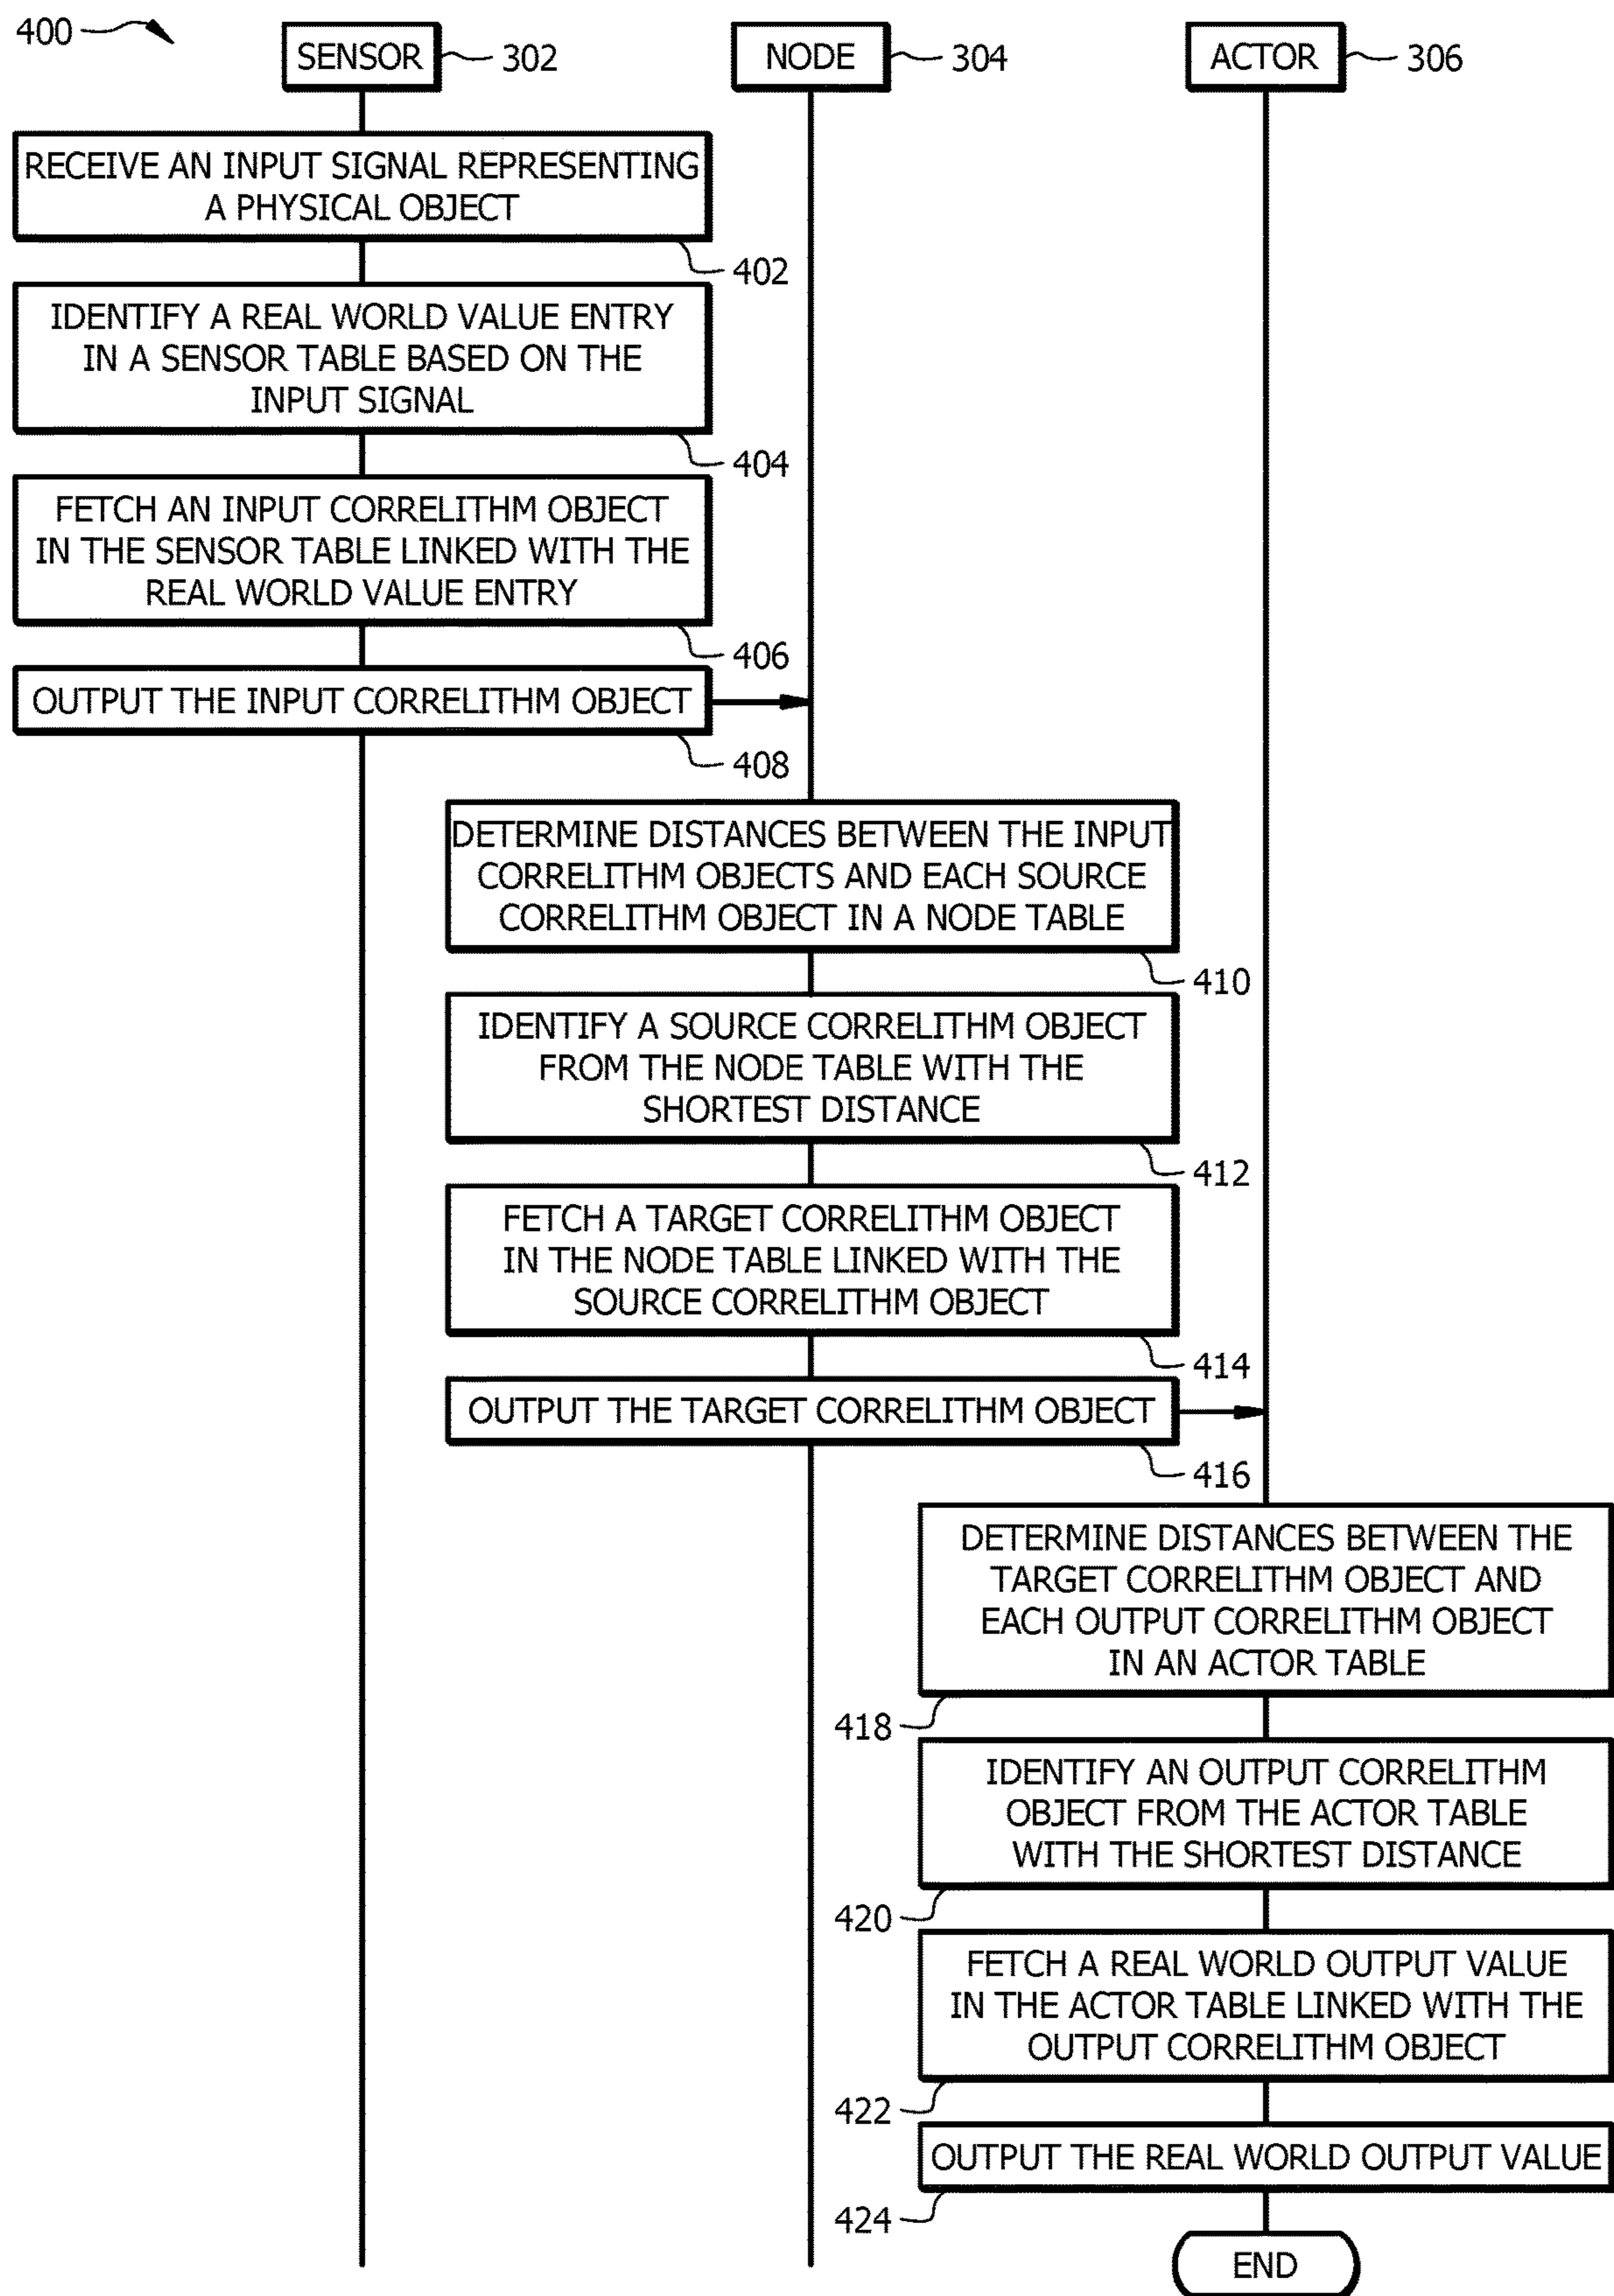 400
SENSOR
302
NODE
304
ACTOR
306
RECEIVE AN INPUT SIGNAL REPRESENTING
A PHYSICAL OBJECT
402
IDENTIFY A REAL WORLD VALUE ENTRY
IN A SENSOR TABLE BASED ON THE
INPUT SIGNAL
404
FETCH AN INPUT CORRELITHM OBJECT
IN THE SENSOR TABLE LINKED WITH THE
REAL WORLD VALUE ENTRY
406
OUTPUT THE INPUT CORRELITHM OBJECT
408
DETERMINE DISTANCES BETWEEN THE INPUT
CORRELITHM OBJECTS AND EACH SOURCE
CORRELITHM OBJECT IN A NODE TABLE
410
IDENTIFY A SOURCE CORRELITHM OBJECT
FROM THE NODE TABLE WITH THE
SHORTEST DISTANCE
412
FETCH A TARGET CORRELITHM OBJECT
IN THE NODE TABLE LINKED WITH THE
SOURCE CORRELITHM OBJECT
414
OUTPUT THE TARGET CORRELITHM OBJECT
416
DETERMINE DISTANCES BETWEEN THE
TARGET CORRELITHM OBJECT AND
EACH OUTPUT CORRELITHM OBJECT
IN AN ACTOR TABLE
418
IDENTIFY AN OUTPUT CORRELITHM
OBJECT FROM THE ACTOR TABLE
WITH THE SHORTEST DISTANCE
420
FETCH A REAL WORLD OUTPUT VALUE
IN THE ACTOR TABLE LINKED WITH THE
OUTPUT CORRELITHM OBJECT
422
OUTPUT THE REAL WORLD OUTPUT VALUE
424
END